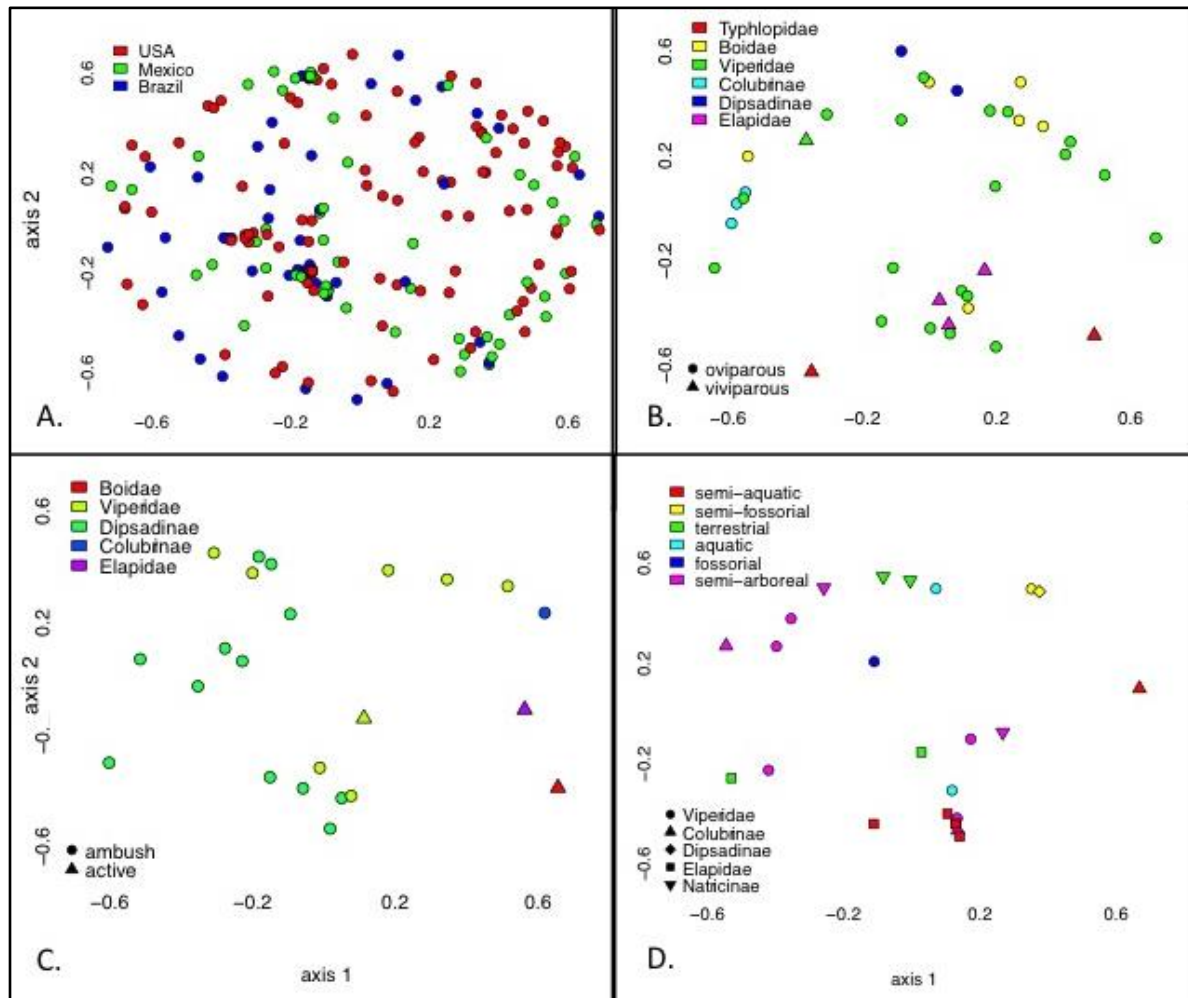 USA
Mexico
Brazil
0.6
0.2
−0.2
−0.6
axis 2
A.
−0.6
−0.2
0.2
0.6
Typhlopidae
Boidae
Viperidae
Colubrinae
Dipsadinae
Elapidae
0.6
0.2
−0.2
−0.6
oviparous
viviparous
B.
−0.6
−0.2
0.2
0.6
Boidae
Viperidae
Dipsadinae
Colubrinae
Elapidae
0.6
0.2
−0.
−0.6
axis 2
ambush
active
−0.6
−0.2
0.2
0.6
C.
axis 1
semi−aquatic
semi−fossorial
terrestrial
aquatic
fossorial
semi−arboreal
0.6
0.2
−0.2
−0.6
Viperidae
Colubrinae
Dipsadinae
Elapidae
Natricinae
−0.6
−0.2
0.2
0.6
D.
axis 1